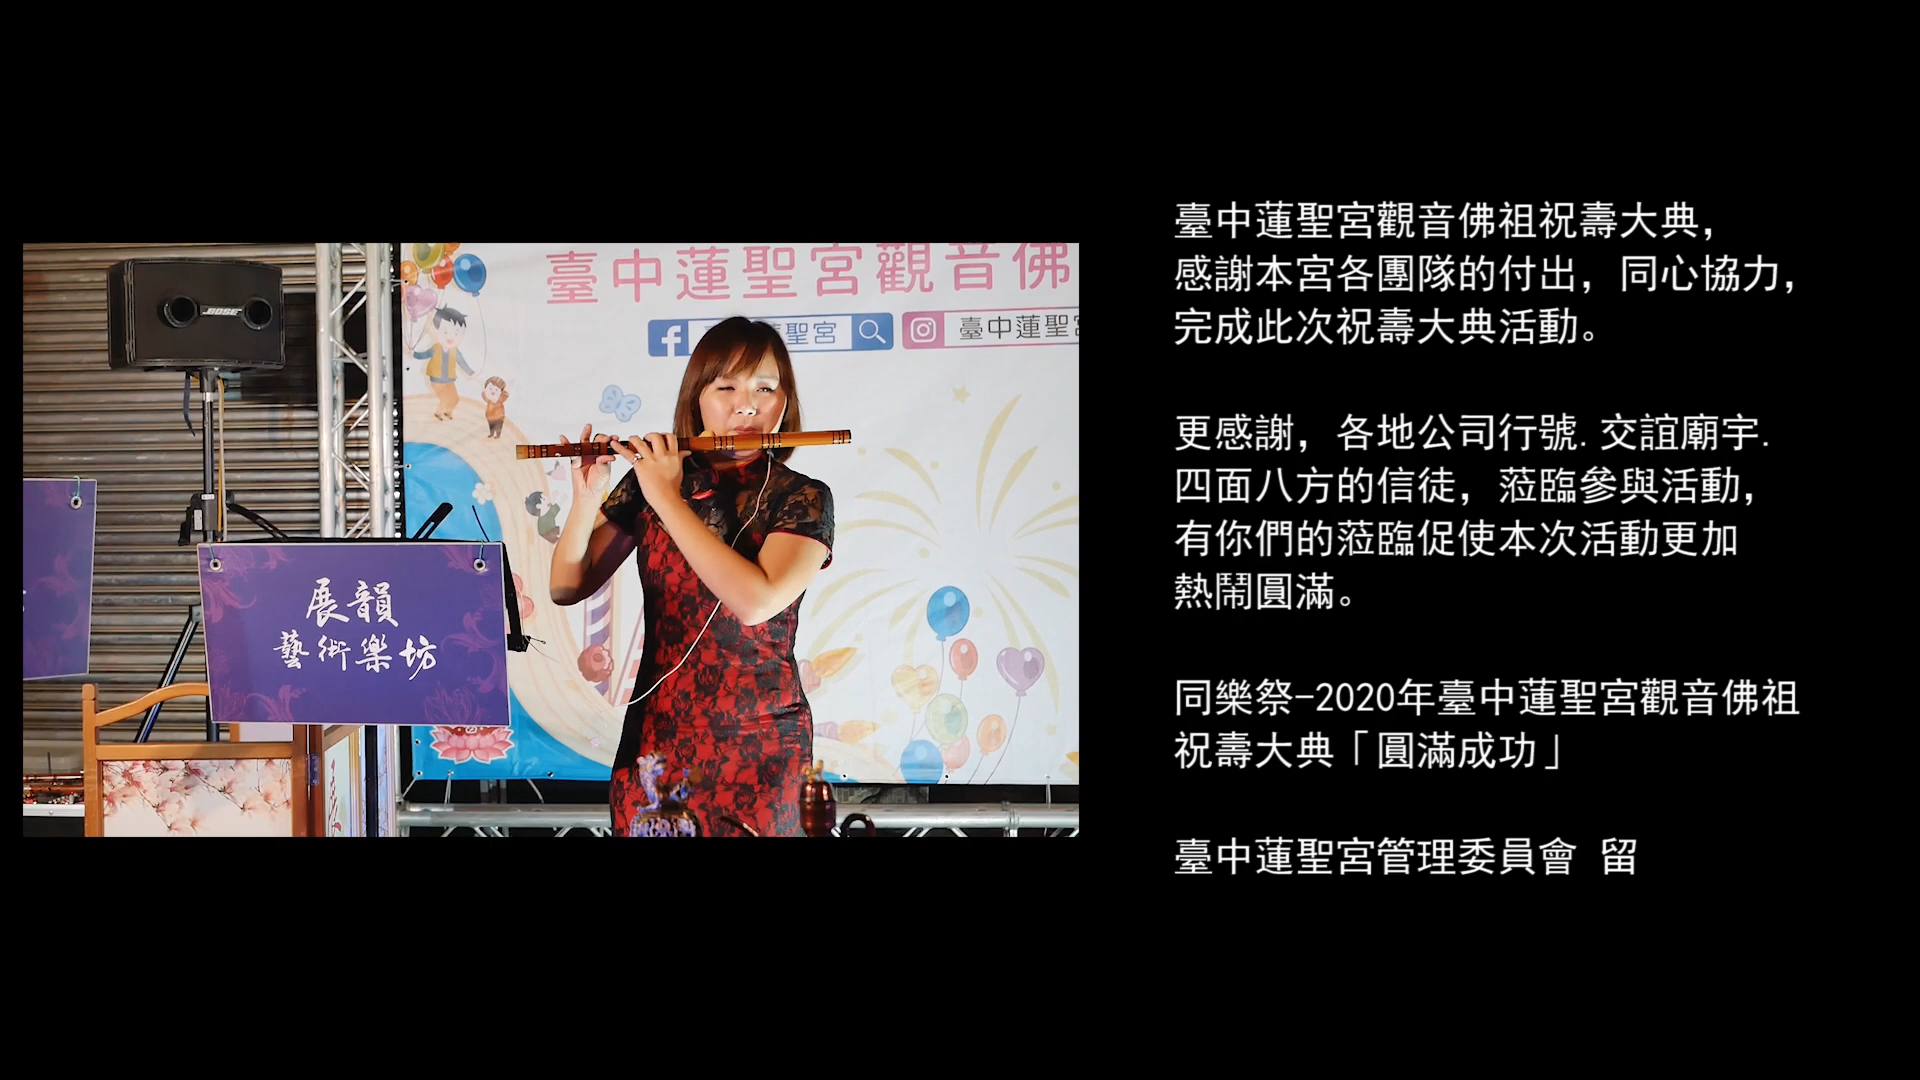 臺中蓮聖宮觀音佛
聖宮
臺中蓮聖
BOSE
展韻
藝術樂坊
臺中蓮聖宮觀音佛祖祝壽大典，
感謝本宮各團隊的付出，同心協力，
完成此次祝壽大典活動。
更感謝，各地公司行號.交誼廟宇.
四面八方的信徒，蒞臨參與活動，
有你們的蒞臨促使本次活動更加
熱鬧圓滿。
同樂祭-2020年臺中蓮聖宮觀音佛祖
祝壽大典「圓滿成功」
臺中蓮聖宮管理委員會 留